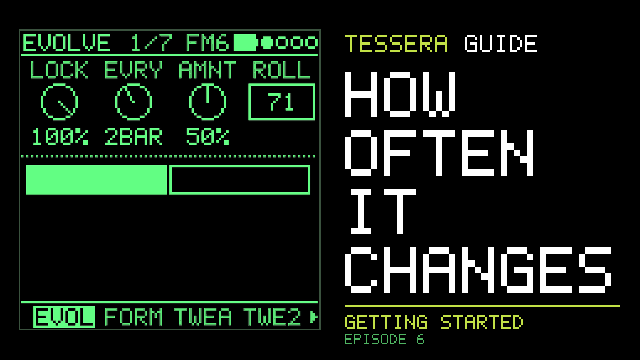 EVOLVE 1/7 FM6
LOCK EVRY AMNT ROLL
71
100% 2BAR 50%
EVOL FORM TWEA TWE2
TESSERA GUIDE
HOW
OFTEN
IT
CHANGES
GETTING STARTED
EPISODE 6